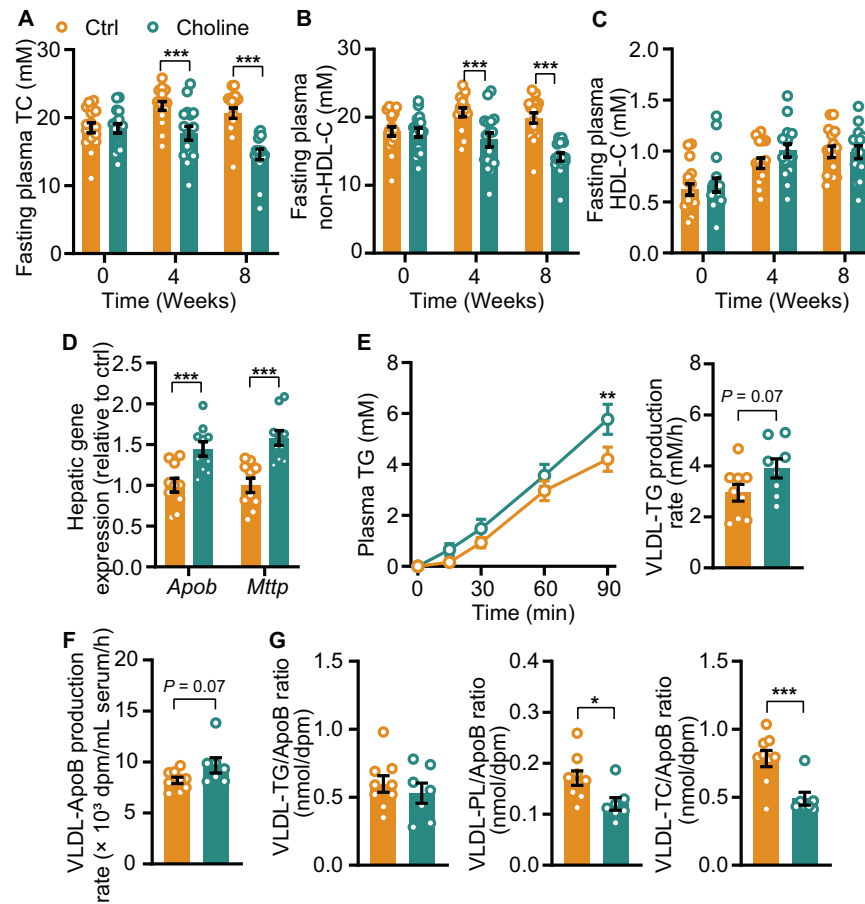 A
Ctrl
Choline
Fasting plasma TC (mM)
30
20
10
0
***
***
0
4
8
Time (Weeks)
B
Fasting plasma
non-HDL-C (mM)
30
20
10
0
***
***
0
4
8
Time (Weeks)
C
Fasting plasma
HDL-C (mM)
2.0
1.5
1.0
0.5
0.0
0
4
8
Time (Weeks)
D
Hepatic gene
expression (relative to ctrl)
2.5
2.0
1.5
1.0
0.5
0.0
***
***
Apob
Mttp
E
Plasma TG (mM)
8
6
4
2
0
**
0
30
60
90
Time (min)
VLDL-TG production
rate (mM/h)
8
6
4
2
0
P = 0.07
F
VLDL-ApoB production
rate (× 10³ dpm/mL serum/h)
20
15
10
5
0
P = 0.07
G
VLDL-TG/ApoB ratio
(nmol/dpm)
1.5
1.0
0.5
0.0
VLDL-PL/ApoB ratio
(nmol/dpm)
0.4
0.3
0.2
0.1
0.0
*
VLDL-TC/ApoB ratio
(nmol/dpm)
1.5
1.0
0.5
0.0
***